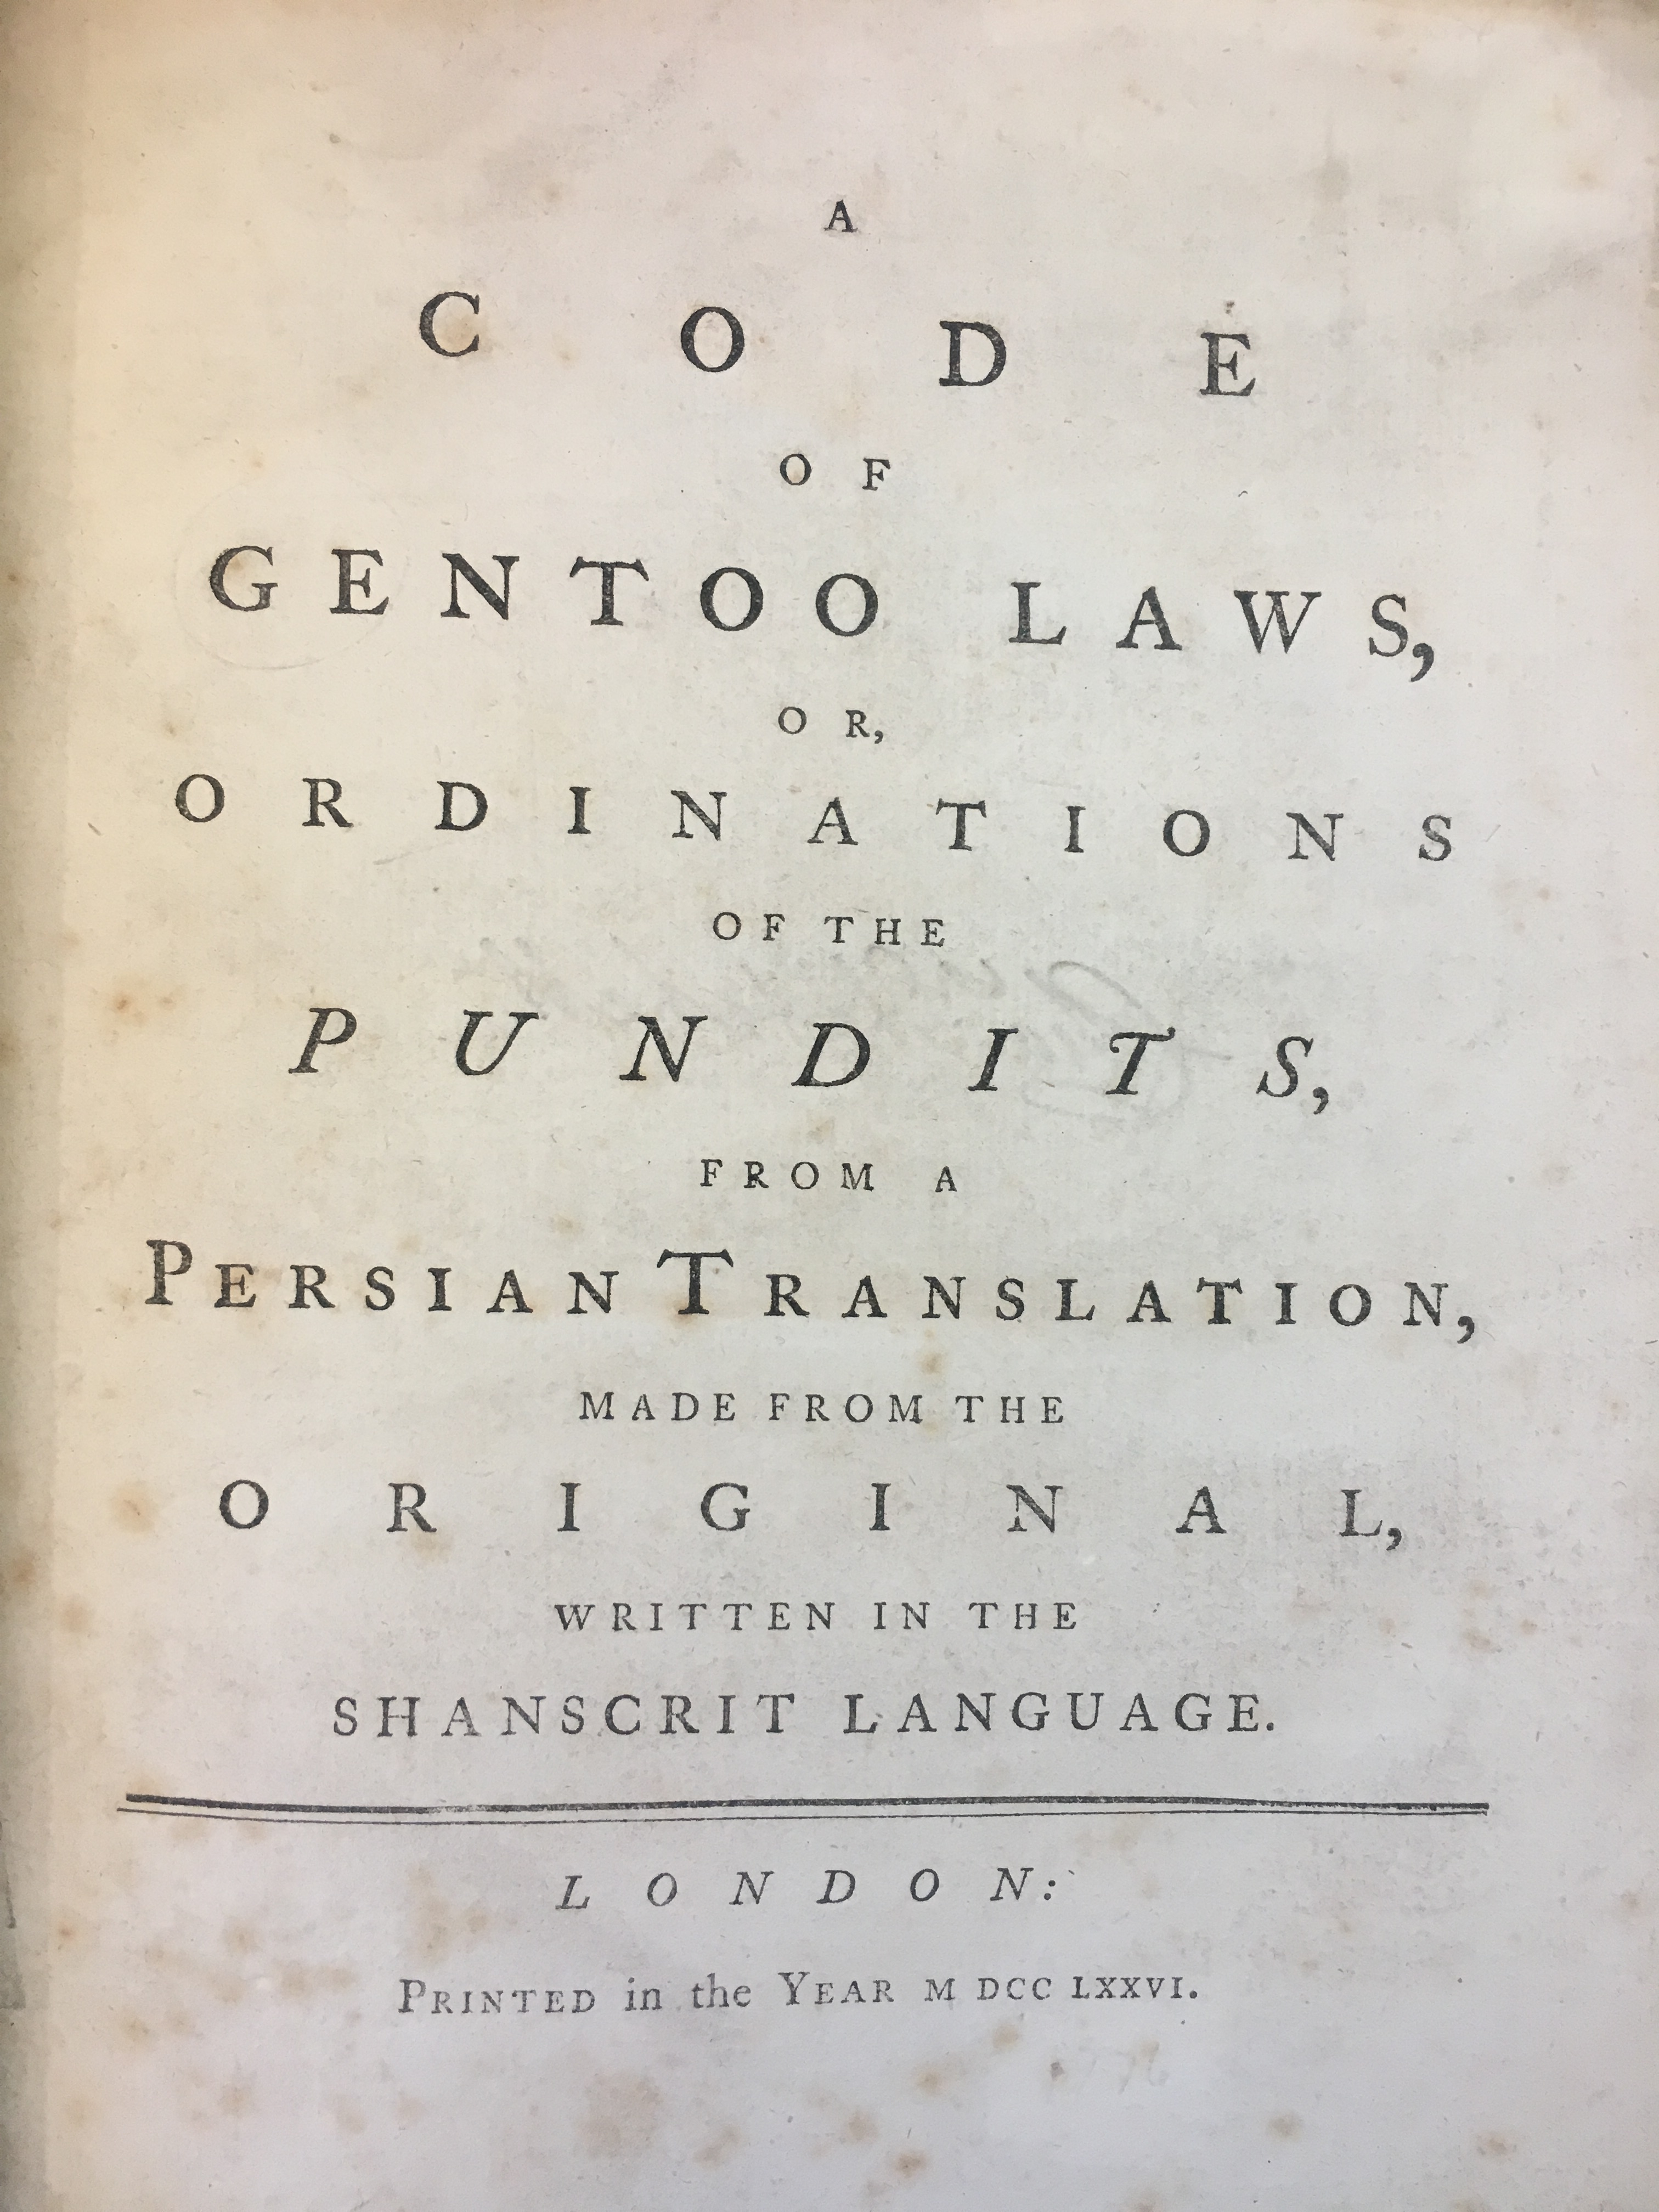 A
CODE
OF
GENTOO LAWS,
OR,
ORDINATIONS
OF THE
PUNDITS,
FROM A
PERSIAN TRANSLATION,
MADE FROM THE
ORIGINAL,
WRITTEN IN THE
SHANSCRIT LANGUAGE.
LONDON:
PRINTED in the YEAR M DCC LXXVI.